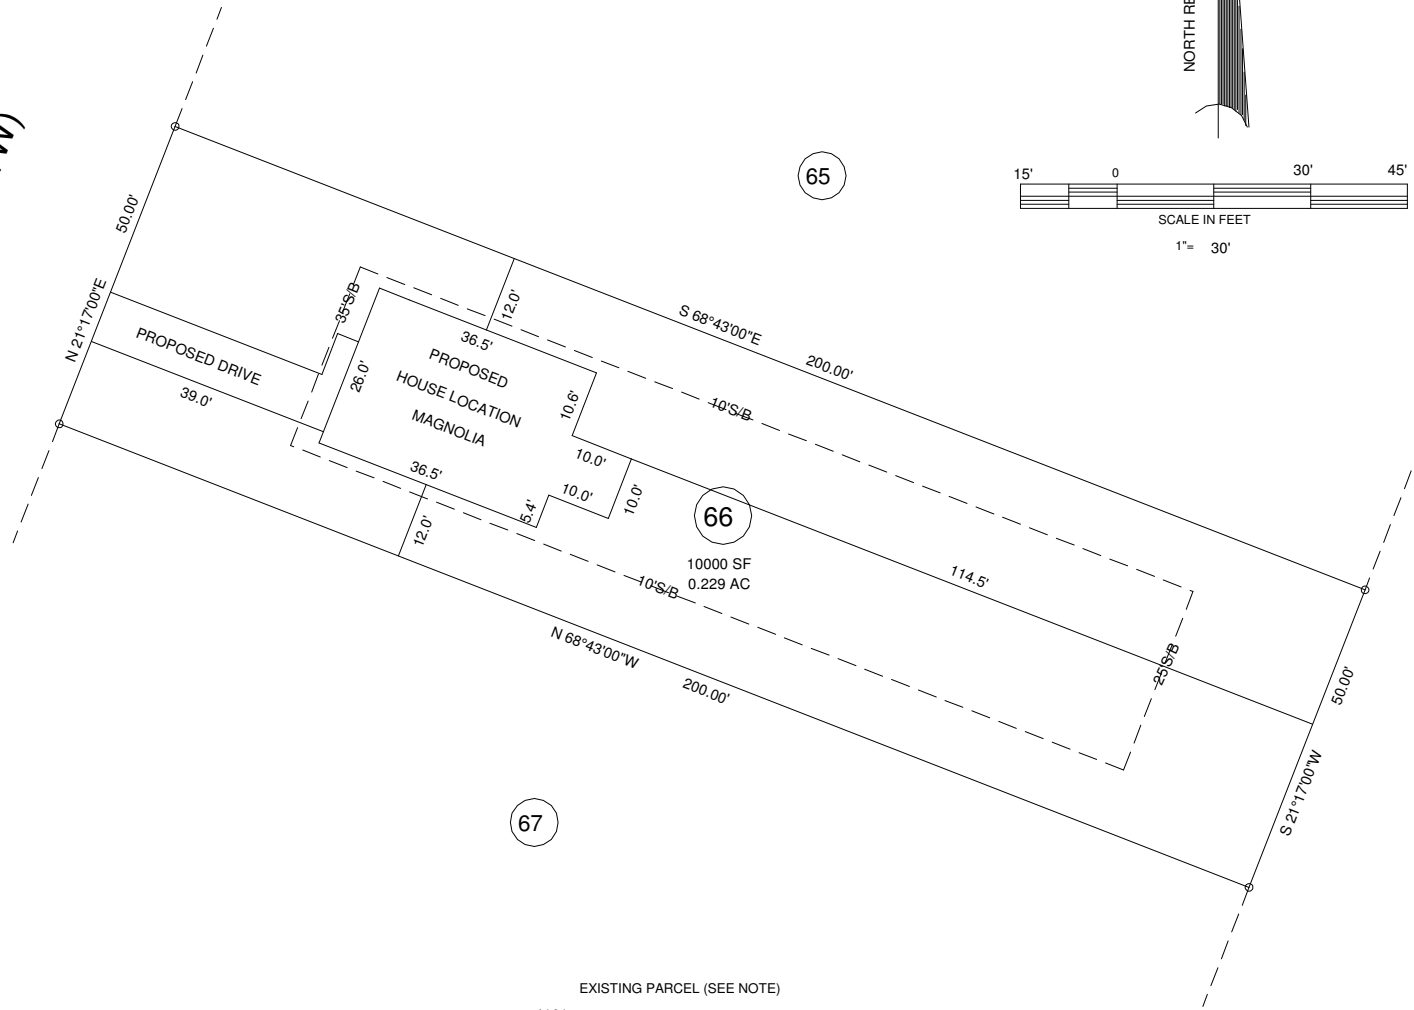 W)
NORTH
65
15' 0 30' 45'
SCALE IN FEET
1"= 30'
50.00'
N 21°17'00"E
PROPOSED DRIVE
39.0'
35'S/B
12.0'
36.5'
26.0'
PROPOSED
HOUSE LOCATION
MAGNOLIA
10.6'
10.0'
36.5'
10.0'
5.4'
10.0'
12.0'
S 68°43'00"E
200.00'
10'S/B
66
10000 SF
0.229 AC
10'S/B
114.5'
25'S/B
50.00'
S 21°17'00"W
N 68°43'00"W
200.00'
67
EXISTING PARCEL (SEE NOTE)